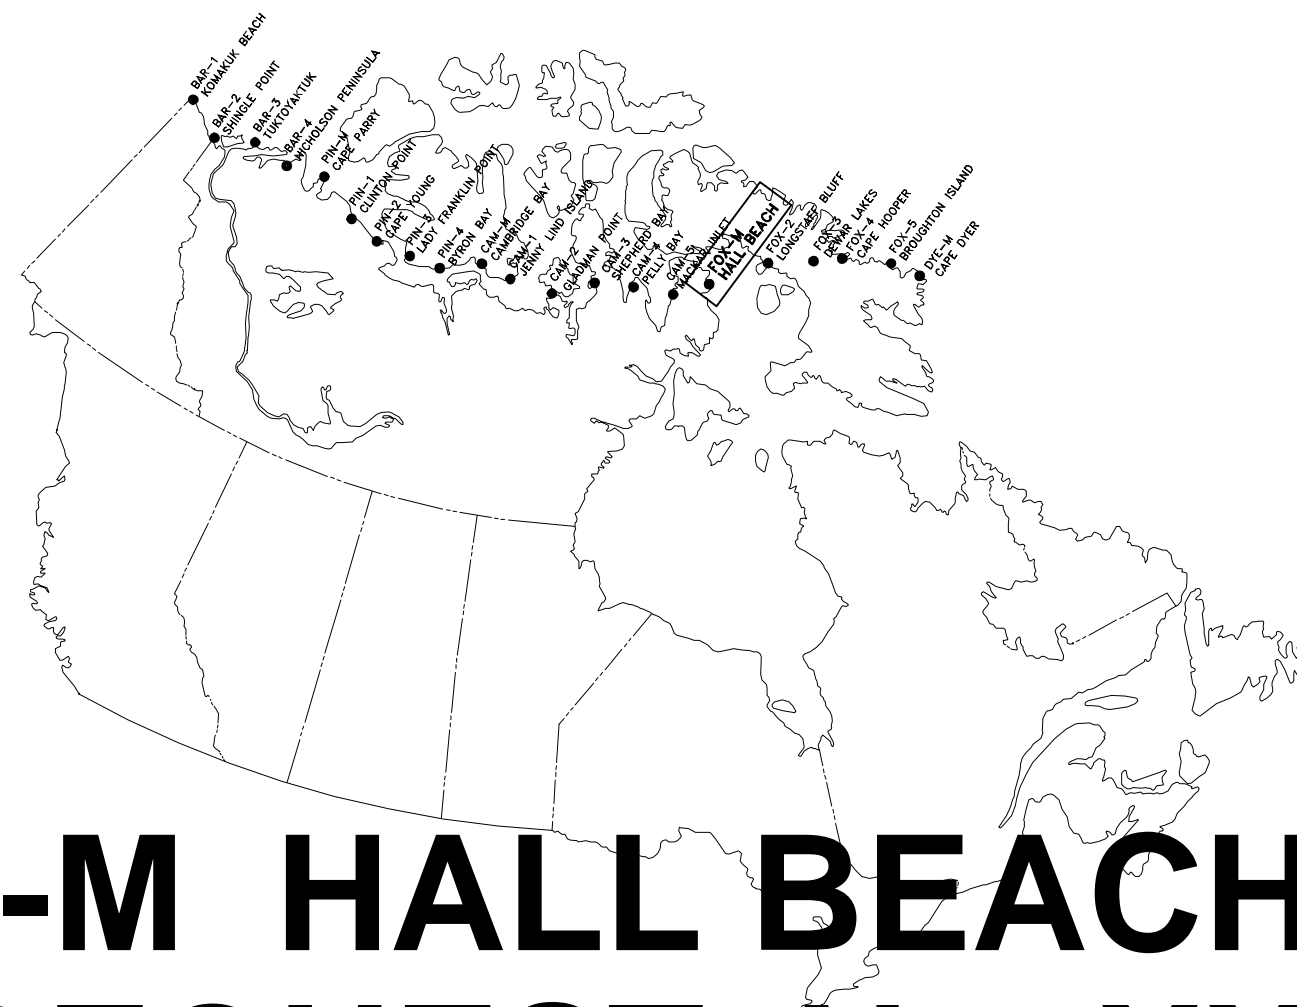 BAR-1
KOMAKUK BEACH
BAR-2
SHINGLE POINT
BAR-3
TUKTOYAKTUK
BAR-4
NICHOLSON PENINSULA
PIN-M
CAPE PARRY
PIN-1
CLINTON POINT
PIN-2
CAPE YOUNG
PIN-3
LADY FRANKLIN POINT
PIN-4
BYRON BAY
CAM-M
CAMBRIDGE BAY
CAM-1
JENNY LIND ISLAND
CAM-2
GLADMAN POINT
CAM-3
SHEPHERD BAY
CAM-4
PELLY BAY
CAM-5
MACKAR INLET
FOX-M
HALL BEACH
FOX-2
LONGSTAFF BLUFF
FOX-3
DEWAR LAKES
FOX-4
CAPE HOOPER
FOX-5
BROUGHTON ISLAND
DYE-M
CAPE DYER
-M HALL BEACH